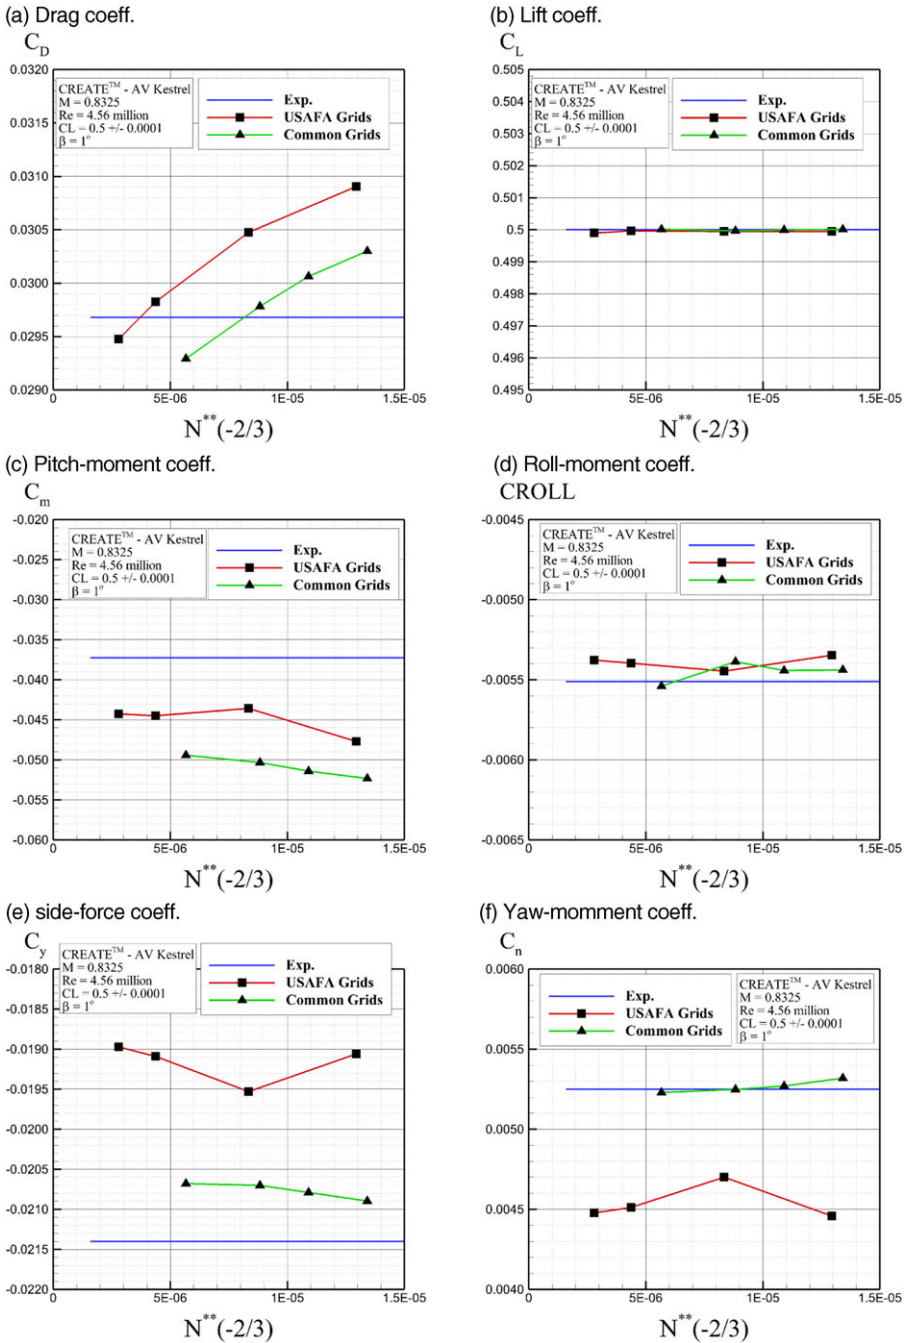 (a) Drag coeff.
C_D
0.0320
0.0315
0.0310
0.0305
0.0300
0.0295
0.0290
CREATE™ - AV Kestrel
M = 0.8325
Re = 4.56 million
CL = 0.5 +/- 0.0001
β = 1°
Exp.
USAFA Grids
Common Grids
0 5E-06 1E-05 1.5E-05
N**(-2/3)
(b) Lift coeff.
C_L
0.505
0.504
0.503
0.502
0.501
0.5
0.499
0.498
0.497
0.496
0.495
CREATE™ - AV Kestrel
M = 0.8325
Re = 4.56 million
CL = 0.5 +/- 0.0001
β = 1°
Exp.
USAFA Grids
Common Grids
0 5E-06 1E-05 1.5E-05
N**(-2/3)
(c) Pitch-moment coeff.
C_m
-0.020
-0.025
-0.030
-0.035
-0.040
-0.045
-0.050
-0.055
-0.060
CREATE™ - AV Kestrel
M = 0.8325
Re = 4.56 million
CL = 0.5 +/- 0.0001
β = 1°
Exp.
USAFA Grids
Common Grids
0 5E-06 1E-05 1.5E-05
N**(-2/3)
(d) Roll-moment coeff.
CROLL
-0.0045
-0.0050
-0.0055
-0.0060
-0.0065
CREATE™ - AV Kestrel
M = 0.8325
Re = 4.56 million
CL = 0.5 +/- 0.0001
β = 1°
Exp.
USAFA Grids
Common Grids
0 5E-06 1E-05 1.5E-05
N**(-2/3)
(e) side-force coeff.
C_y
-0.0180
-0.0185
-0.0190
-0.0195
-0.0200
-0.0205
-0.0210
-0.0215
-0.0220
CREATE™ - AV Kestrel
M = 0.8325
Re = 4.56 million
CL = 0.5 +/- 0.0001
β = 1°
Exp.
USAFA Grids
Common Grids
0 5E-06 1E-05 1.5E-05
N**(-2/3)
(f) Yaw-momment coeff.
C_n
0.0060
0.0055
0.0050
0.0045
0.0040
Exp.
USAFA Grids
Common Grids
CREATE™ - AV Kestrel
M = 0.8325
Re = 4.56 million
CL = 0.5 +/- 0.0001
β = 1°
0 5E-06 1E-05 1.5E-05
N**(-2/3)